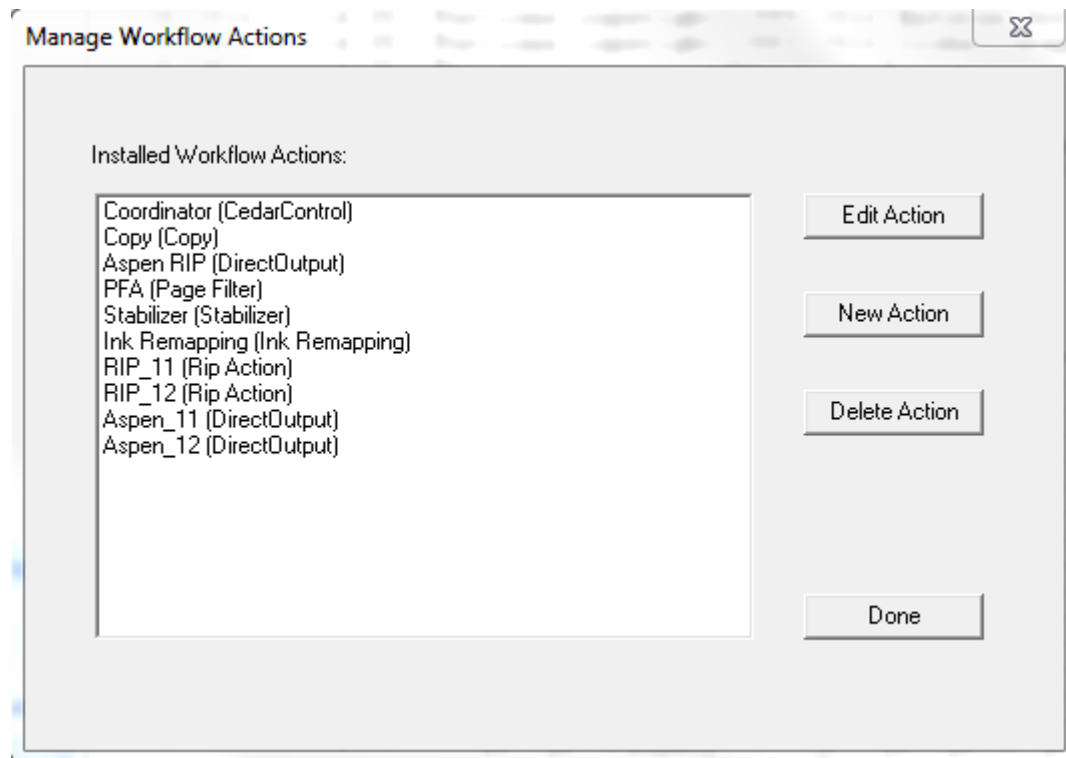 Manage Workflow Actions
Installed Workflow Actions:
Coordinator (CedarControl)
Copy (Copy)
Aspen RIP (DirectOutput)
PFA (Page Filter)
Stabilizer (Stabilizer)
Ink Remapping (Ink Remapping)
RIP_11 (Rip Action)
RIP_12 (Rip Action)
Aspen_11 (DirectOutput)
Aspen_12 (DirectOutput)
Edit Action
New Action
Delete Action
Done